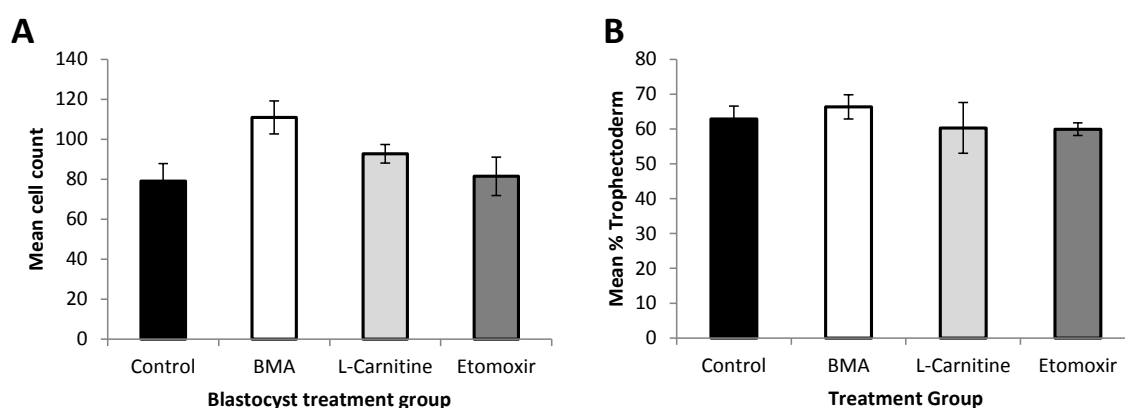 A
Mean cell count
140
120
100
80
60
40
20
0
Control BMA L-Carnitine Etomoxir
Blastocyst treatment group
B
Mean % Trophectoderm
80
70
60
50
40
30
20
10
0
Control BMA L-Carnitine Etomoxir
Treatment Group